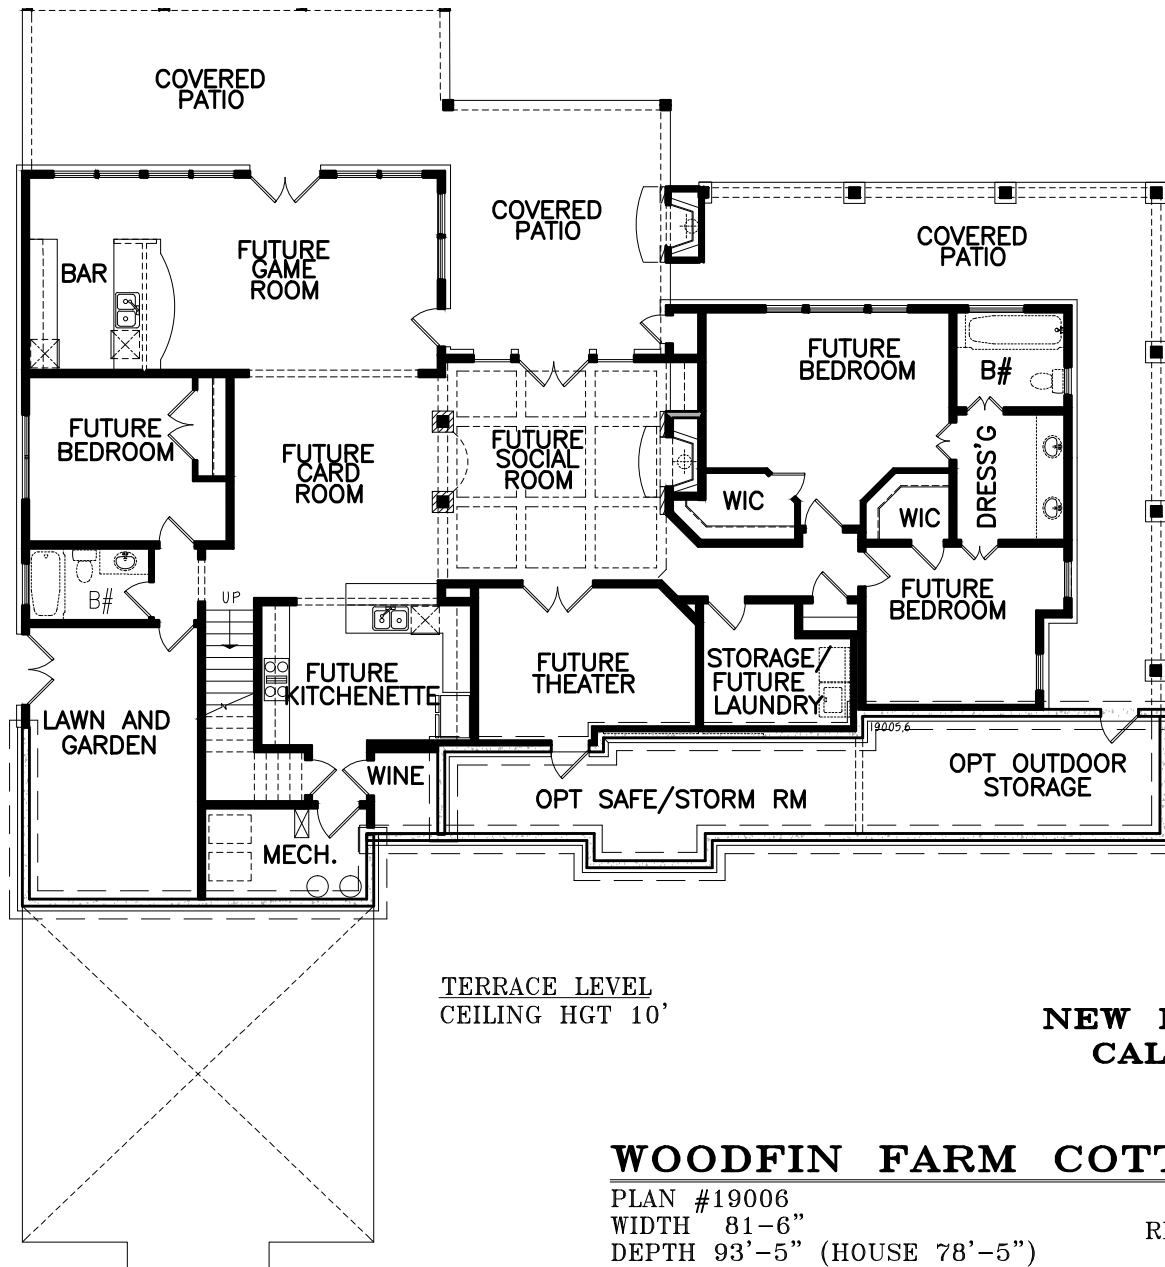 COVERED
PATIO
COVERED
PATIO
COVERED
PATIO
BAR
FUTURE
GAME
ROOM
FUTURE
BEDROOM
B#
FUTURE
BEDROOM
FUTURE
CARD
ROOM
FUTURE
SOCIAL
ROOM
DRESS'G
WIC
WIC
B#
UP
FUTURE
BEDROOM
FUTURE
KITCHENETTE
FUTURE
THEATER
STORAGE/
FUTURE
LAUNDRY
LAWN AND
GARDEN
19005,6
WINE
OPT SAFE/STORM RM
OPT OUTDOOR
STORAGE
MECH.
TERRACE LEVEL
CEILING HGT 10'
NEW
CAL
WOODFIN FARM COTT
PLAN #19006
WIDTH 81-6"
DEPTH 93'-5" (HOUSE 78'-5")